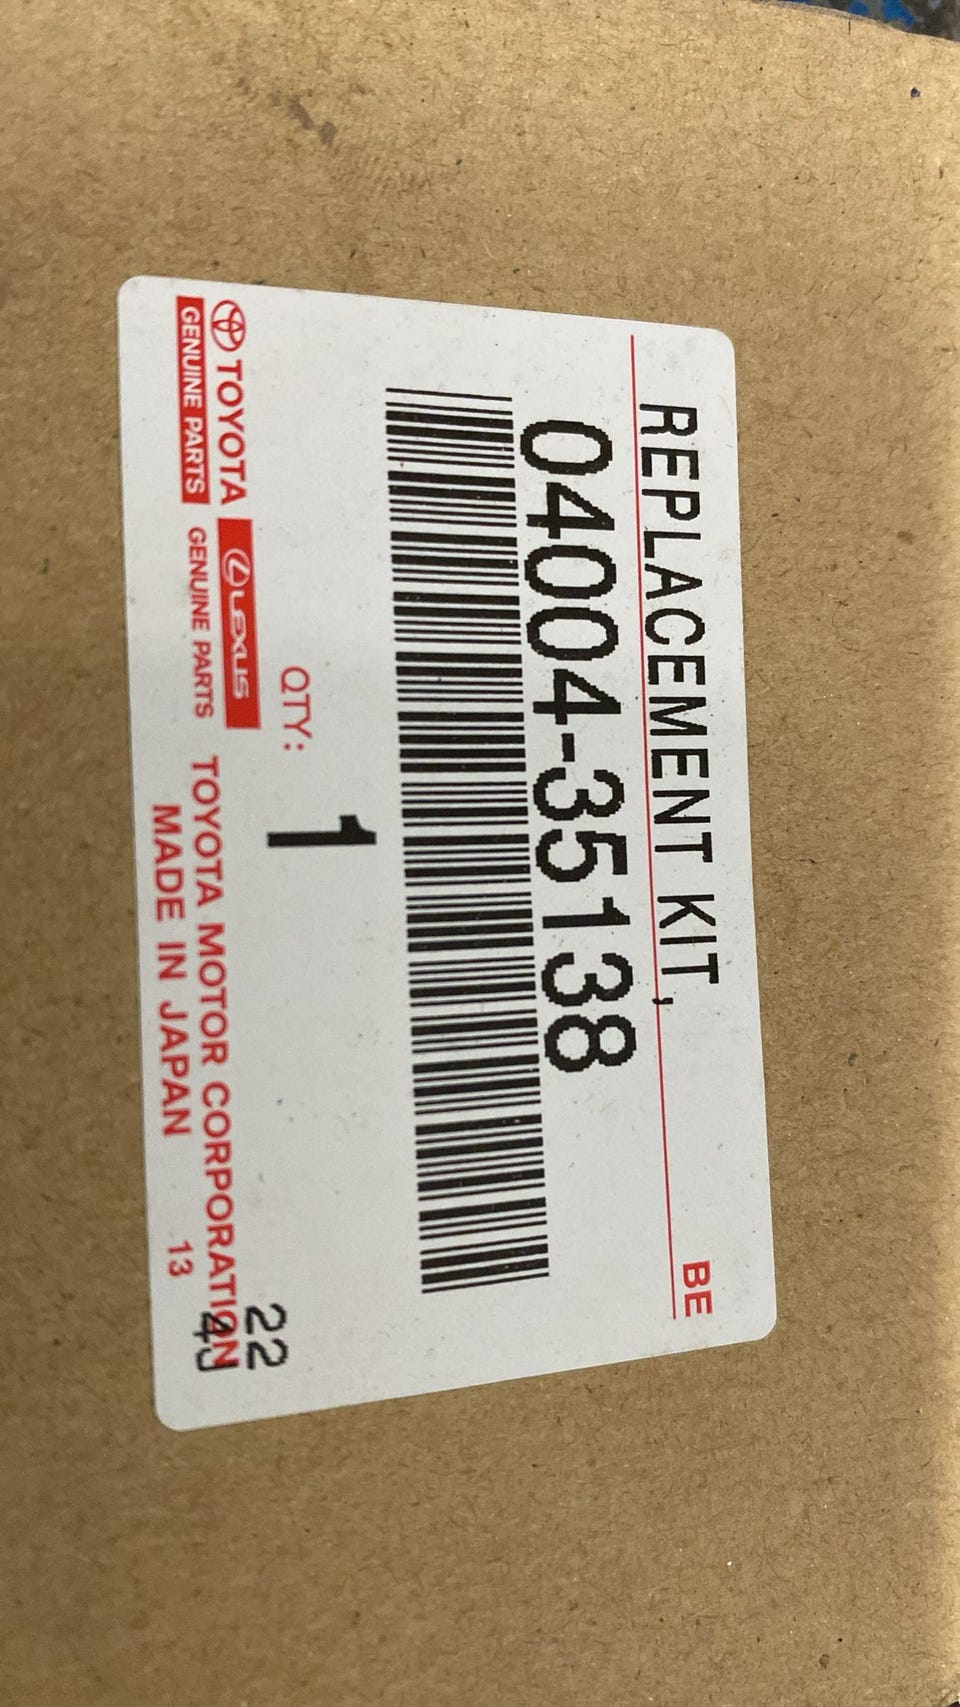 REPLACEMENT KIT,
BE
04004-35138
QTY: 1
22
4J
TOYOTA
GENUINE PARTS
LEXUS
GENUINE PARTS
TOYOTA MOTOR CORPORATION
MADE IN JAPAN
13